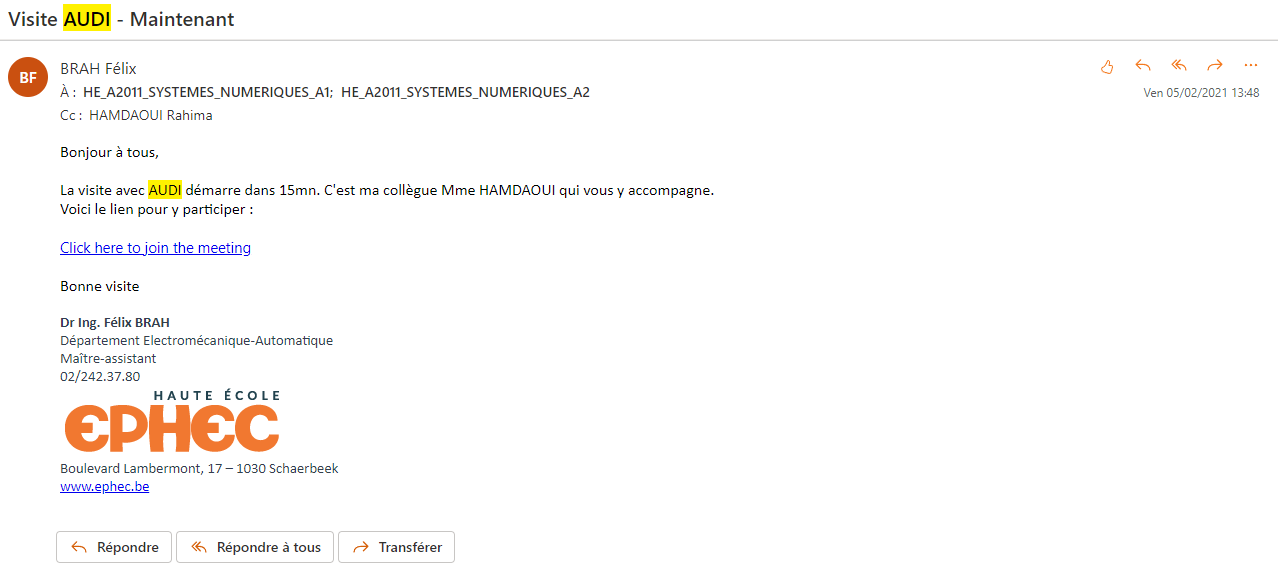 Visite AUDI - Maintenant
BF
BRAH Félix
À : HE_A2011_SYSTEMES_NUMERIQUES_A1; HE_A2011_SYSTEMES_NUMERIQUES_A2
Ven 05/02/2021 13:48
Cc : HAMDAOUI Rahima
Bonjour à tous,
La visite avec AUDI démarre dans 15mn. C'est ma collègue Mme HAMDAOUI qui vous y accompagne.
Voici le lien pour y participer :
Click here to join the meeting
Bonne visite
Dr Ing. Félix BRAH
Département Electromécanique-Automatique
Maître-assistant
02/242.37.80
HAUTE ÉCOLE
EPHEC
Boulevard Lambermont, 17 – 1030 Schaerbeek
www.ephec.be
Répondre Répondre à tous Transférer